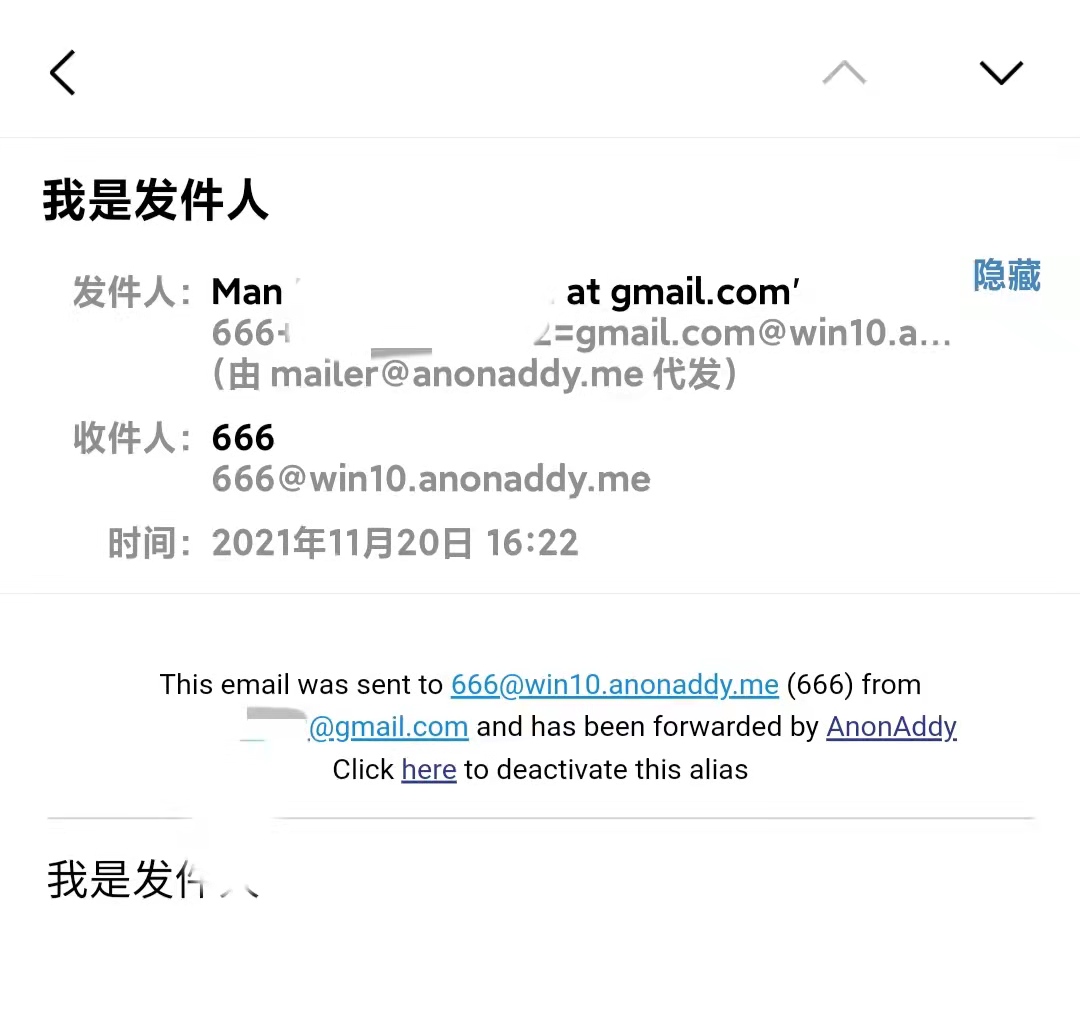 我是发件人
隐藏
发件人： Man at gmail.com'
666+ 2=gmail.com@win10.a...
（由 mailer@anonaddy.me 代发）
收件人： 666
666@win10.anonaddy.me
时间： 2021年11月20日 16:22
This email was sent to 666@win10.anonaddy.me (666) from
@gmail.com and has been forwarded by AnonAddy
Click here to deactivate this alias
我是发件人